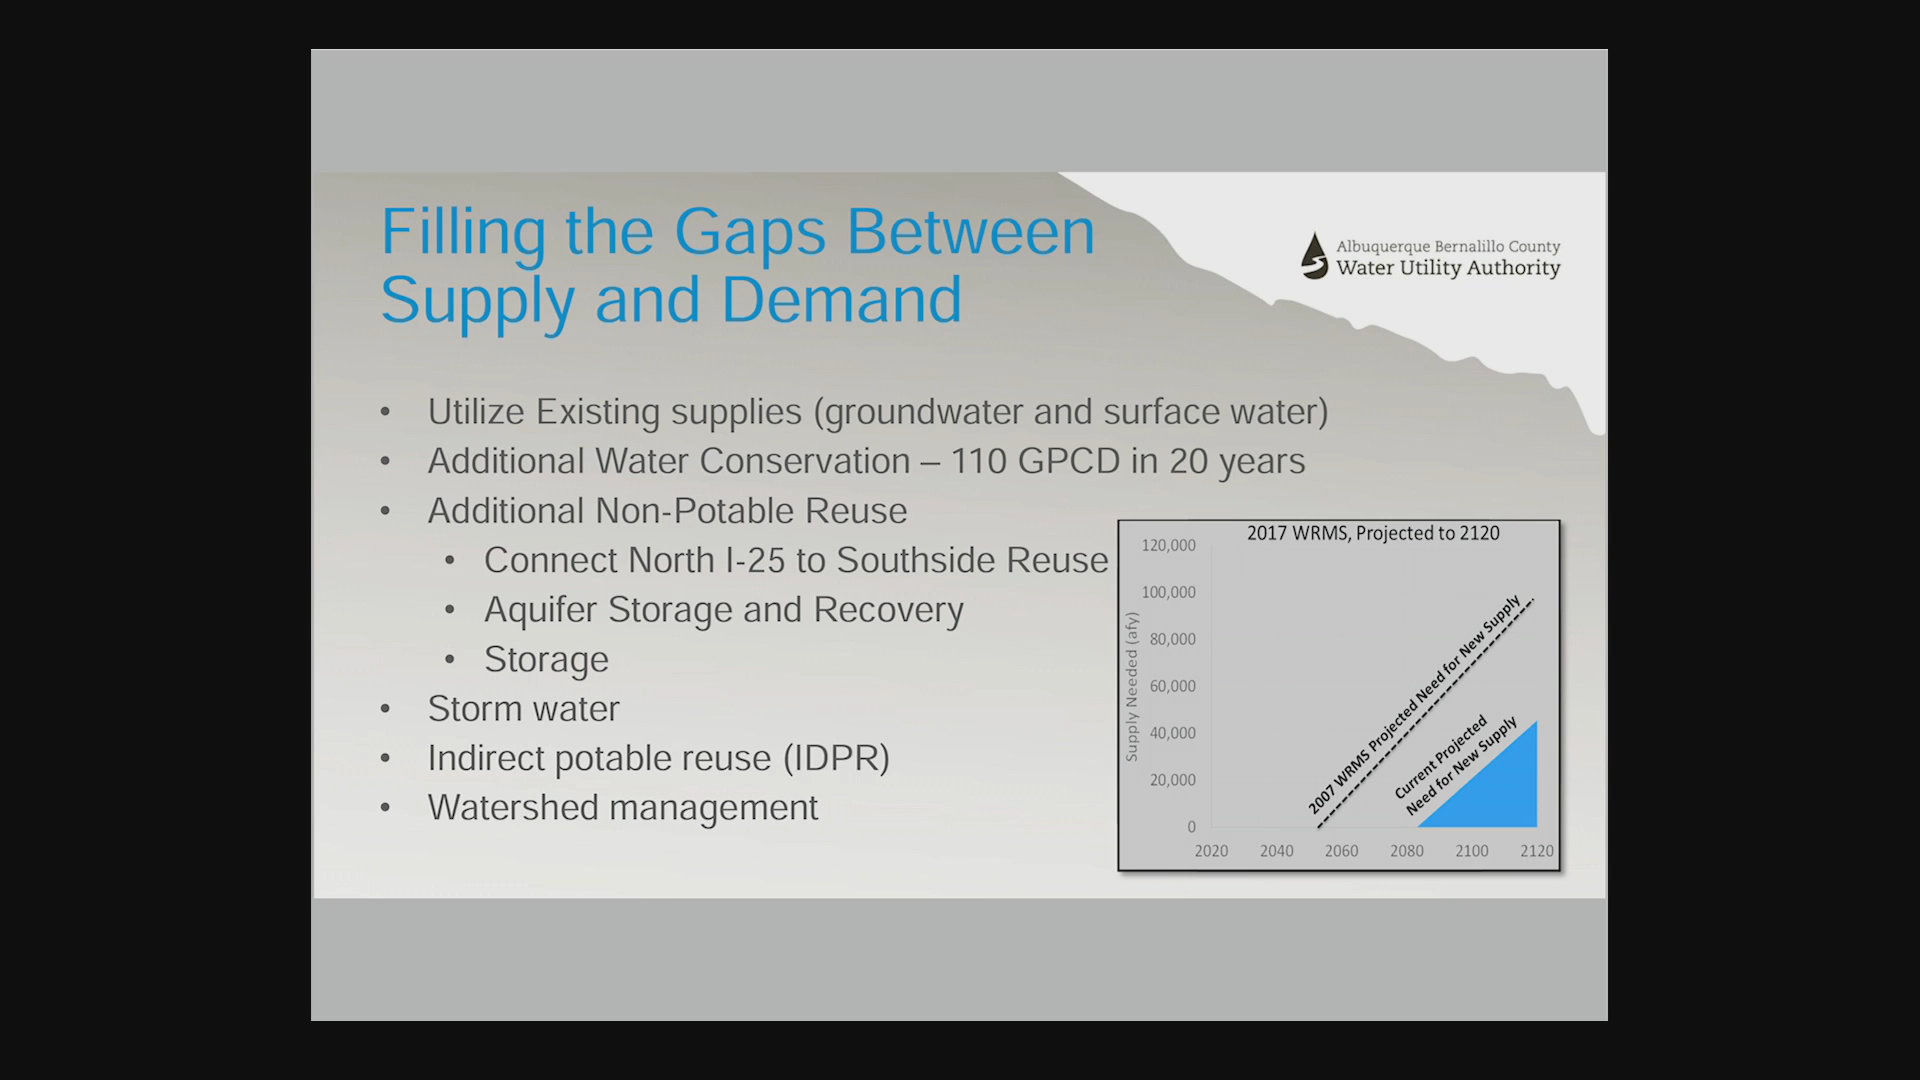 Filling the Gaps Between
Supply and Demand
Albuquerque Bernalillo County
Water Utility Authority
• Utilize Existing supplies (groundwater and surface water)
• Additional Water Conservation – 110 GPCD in 20 years
• Additional Non-Potable Reuse
• Connect North I-25 to Southside Reuse
• Aquifer Storage and Recovery
• Storage
• Storm water
• Indirect potable reuse (IDPR)
• Watershed management
2017 WRMS, Projected to 2120
Supply Needed (afy)
120,000
100,000
80,000
60,000
40,000
20,000
0
2007 WRMS Projected Need for New Supply
Current Projected
Need for New Supply
2020 2040 2060 2080 2100 2120